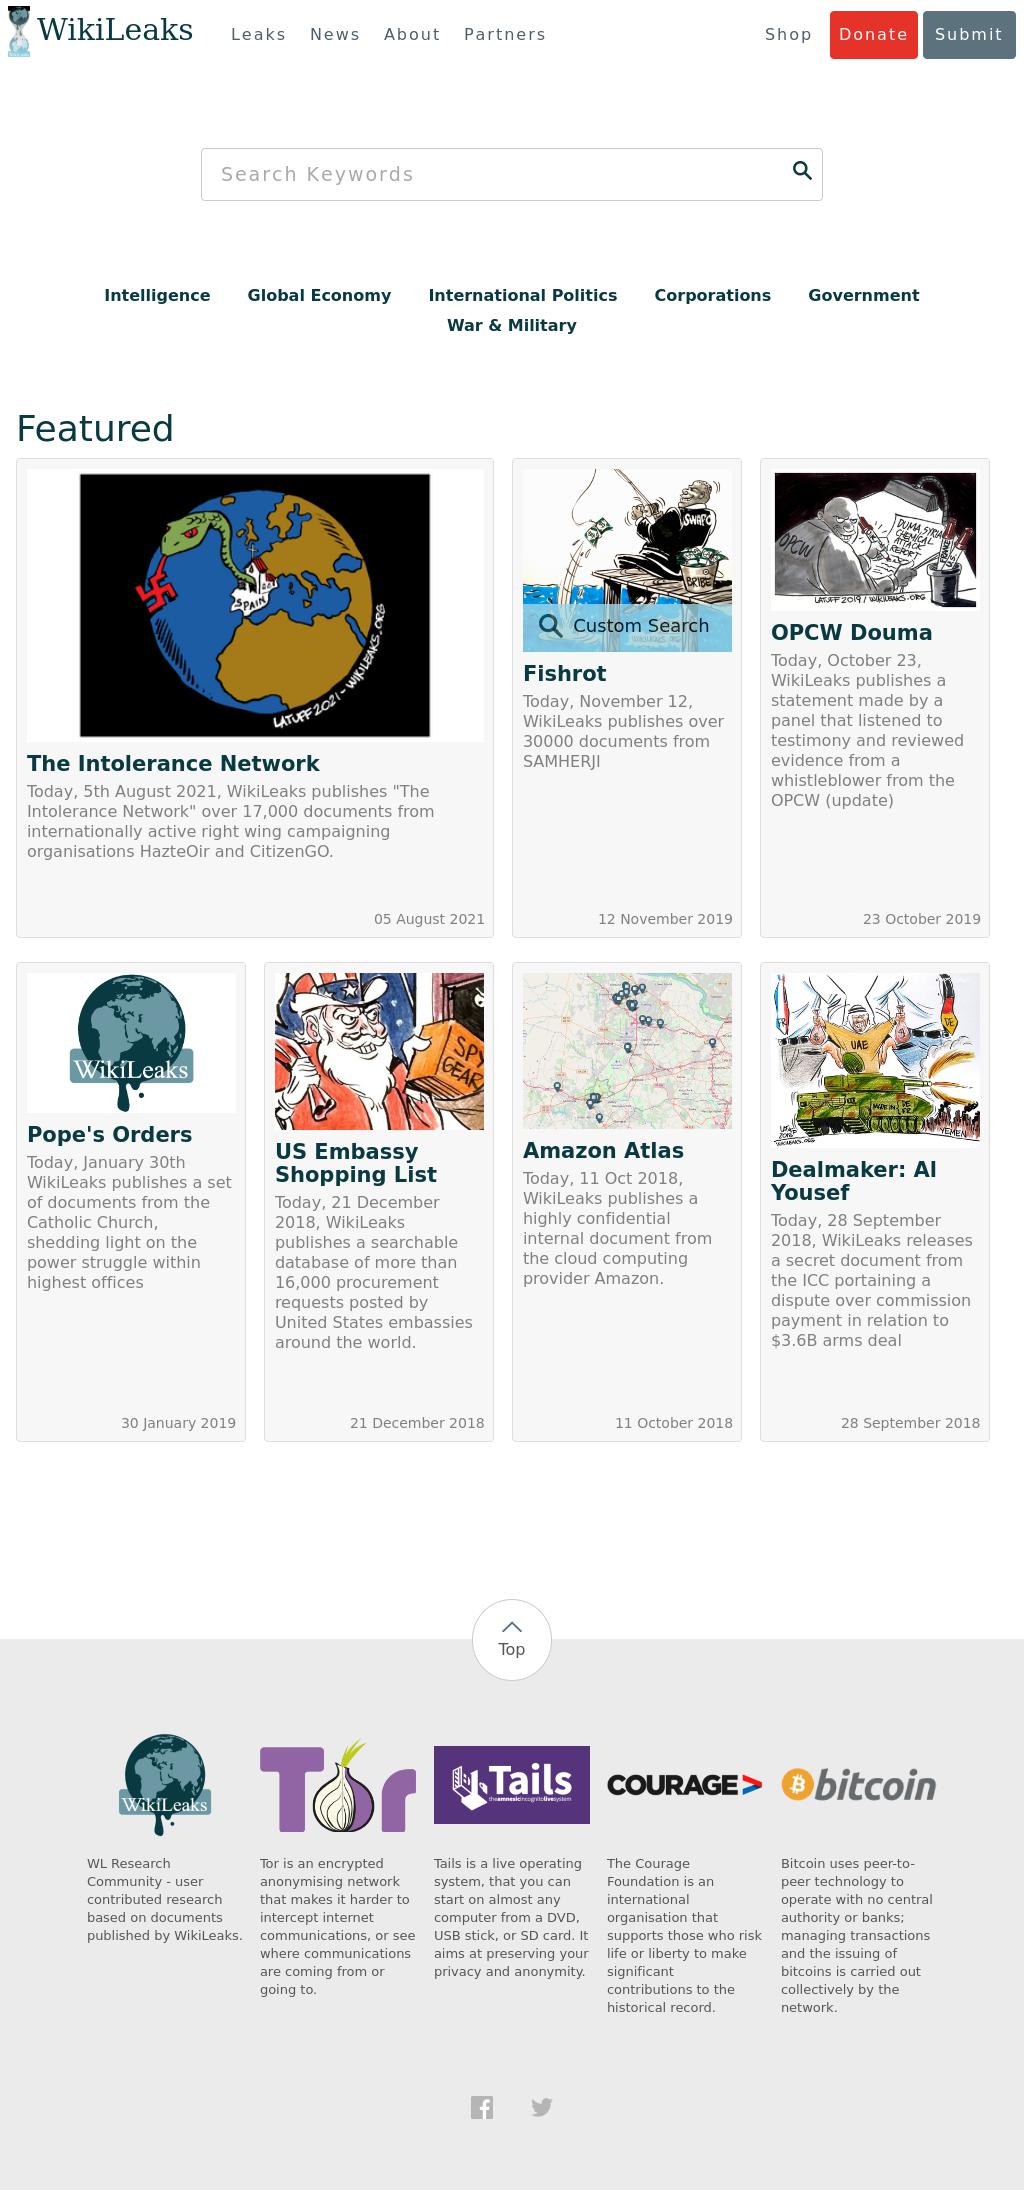 WikiLeaks
Leaks News About Partners
Shop Donate Submit
Search Keywords
Intelligence Global Economy International Politics Corporations Government
War & Military
Featured
SPAIN
LATUFF 2021 - WIKILEAKS.ORG
The Intolerance Network
Today, 5th August 2021, WikiLeaks publishes "The
Intolerance Network" over 17,000 documents from
internationally active right wing campaigning
organisations HazteOir and CitizenGO.
05 August 2021
SWAPO
BRIBE
Custom Search
Fishrot
Today, November 12,
WikiLeaks publishes over
30000 documents from
SAMHERJI
12 November 2019
OPCW
DUMA SYRIA
CHEMICAL
ATTACK
REPORT
LATUFF 2019 / WIKILEAKS.ORG
OPCW Douma
Today, October 23,
WikiLeaks publishes a
statement made by a
panel that listened to
testimony and reviewed
evidence from a
whistleblower from the
OPCW (update)
23 October 2019
WikiLeaks
Pope's Orders
Today, January 30th
WikiLeaks publishes a set
of documents from the
Catholic Church,
shedding light on the
power struggle within
highest offices
30 January 2019
SPY
GEAR
US Embassy
Shopping List
Today, 21 December
2018, WikiLeaks
publishes a searchable
database of more than
16,000 procurement
requests posted by
United States embassies
around the world.
21 December 2018
Amazon Atlas
Today, 11 Oct 2018,
WikiLeaks publishes a
highly confidential
internal document from
the cloud computing
provider Amazon.
11 October 2018
UAE
DE
MADE IN
YEMEN
Dealmaker: Al
Yousef
Today, 28 September
2018, WikiLeaks releases
a secret document from
the ICC portaining a
dispute over commission
payment in relation to
$3.6B arms deal
28 September 2018
Top
WikiLeaks
WL Research
Community - user
contributed research
based on documents
published by WikiLeaks.
Tor
Tor is an encrypted
anonymising network
that makes it harder to
intercept internet
communications, or see
where communications
are coming from or
going to.
Tails
theamnesicincognitolivesystem
Tails is a live operating
system, that you can
start on almost any
computer from a DVD,
USB stick, or SD card. It
aims at preserving your
privacy and anonymity.
COURAGE
The Courage
Foundation is an
international
organisation that
supports those who risk
life or liberty to make
significant
contributions to the
historical record.
bitcoin
Bitcoin uses peer-to-
peer technology to
operate with no central
authority or banks;
managing transactions
and the issuing of
bitcoins is carried out
collectively by the
network.